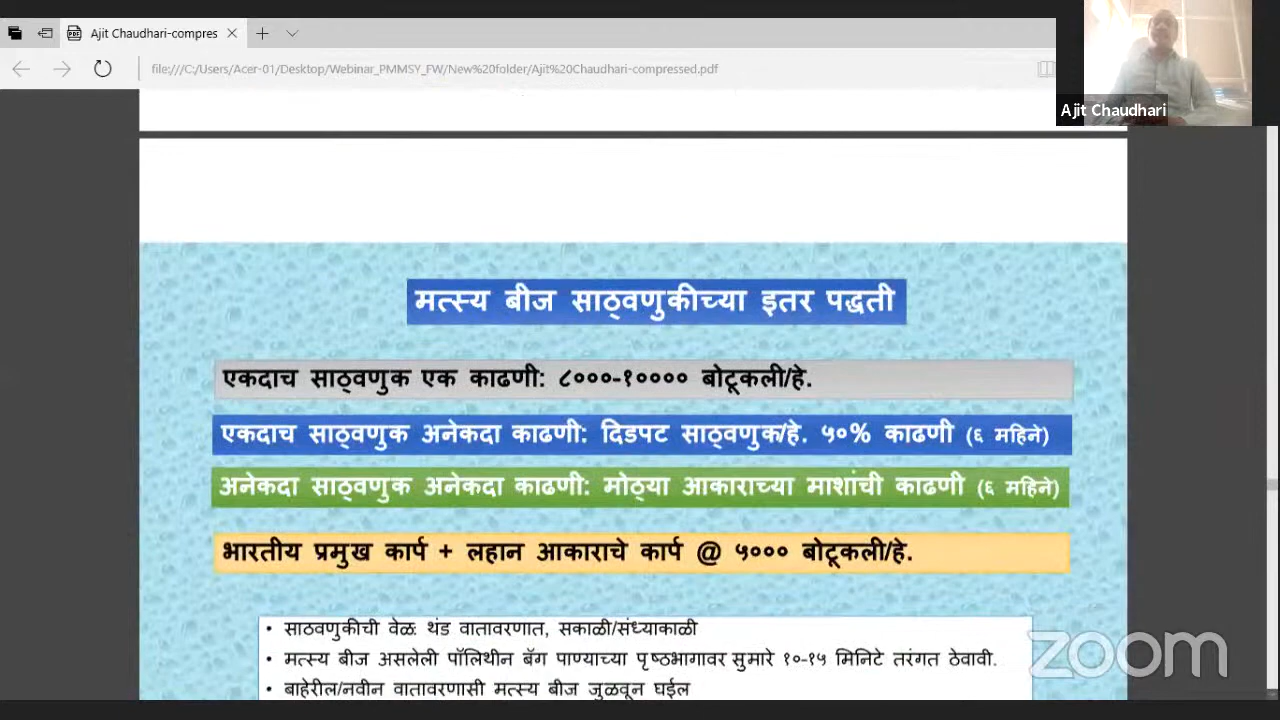 Ajit Chaudhari-compres
file:///C:/Users/Acer-01/Desktop/Webinar_PMMSY_FW/New%20folder/Ajit%20Chaudhari-compressed.pdf
Ajit Chaudhari
मत्स्य बीज साठ्वणुकीच्या इतर पद्धती
एकदाच साठ्वणुक एक काढणी: ८०००-१०००० बोटूकली/हे.
एकदाच साठ्वणुक अनेकदा काढणी: दिडपट साठ्वणुक/हे. ५०% काढणी (६ महिने)
अनेकदा साठ्वणुक अनेकदा काढणी: मोठ्या आकाराच्या माशांची काढणी (६ महिने)
भारतीय प्रमुख कार्प + लहान आकाराचे कार्प @ ५००० बोटूकली/हे.
• साठवणुकीची वेळ: थंड वातावरणात, सकाळी/संध्याकाळी
• मत्स्य बीज असलेली पॉलिथीन बॅग पाण्याच्या पृष्ठभागावर सुमारे १०-१५ मिनिटे तरंगत ठेवावी.
• बाहेरील/नवीन वातावरणासी मत्स्य बीज जुळवून घईल
zoom